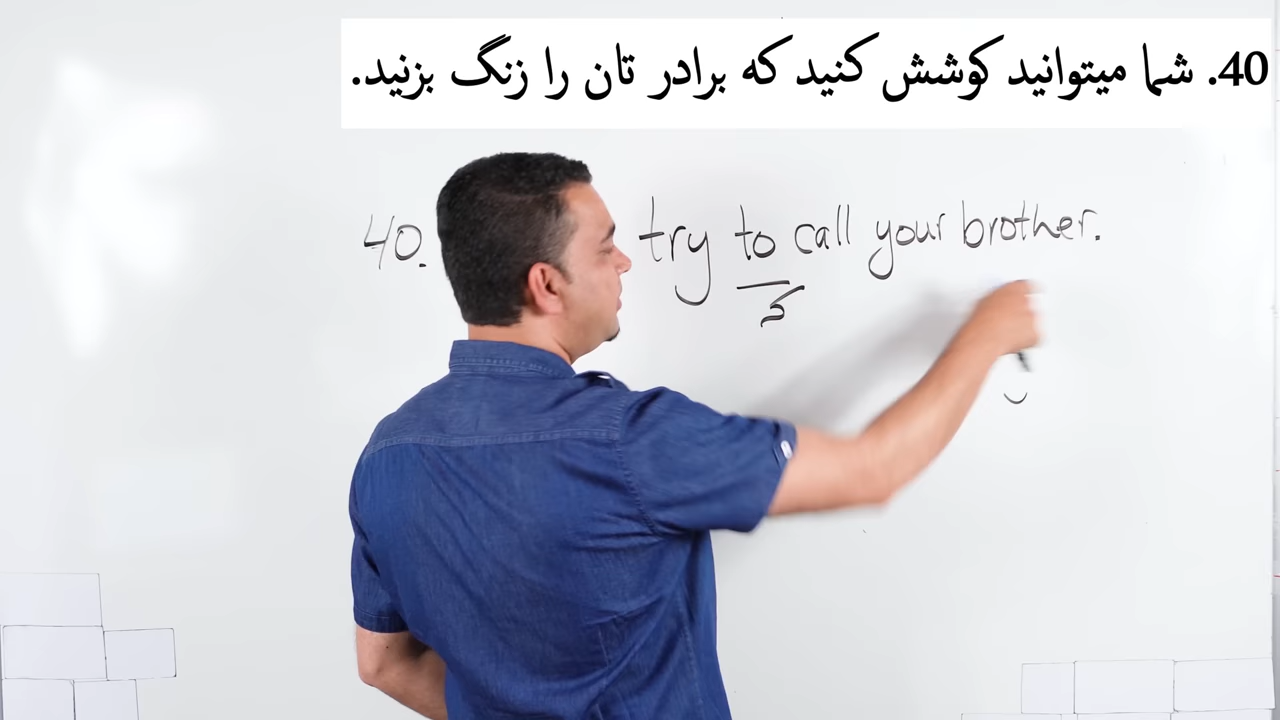 40. شما میتوانید کوشش کنید که برادر تان را زنگ بزنید.
40. try to call your brother.